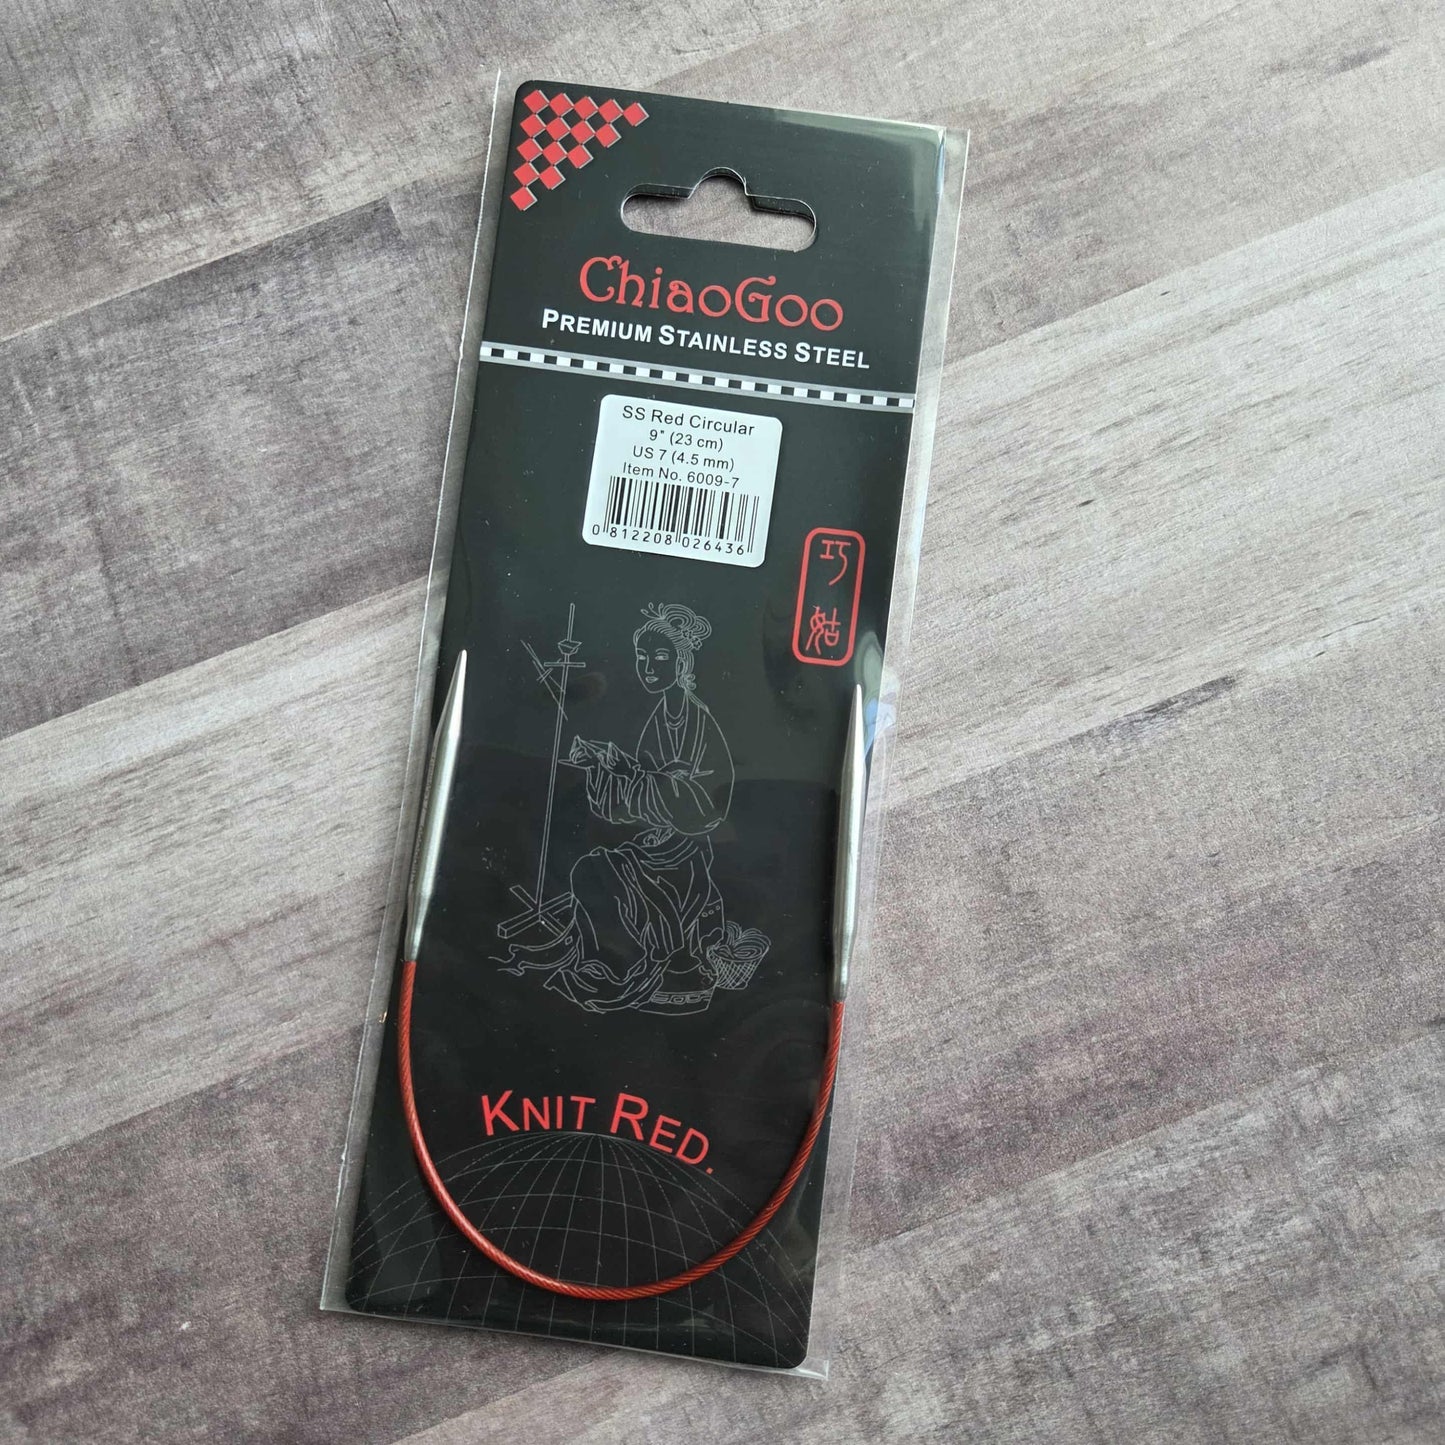 ChiaoGoo
PREMIUM STAINLESS STEEL
SS Red Circular
9" (23 cm)
US 7 (4.5 mm)
Item No. 6009-7
0 812208 026436
巧
姑
KNIT RED.